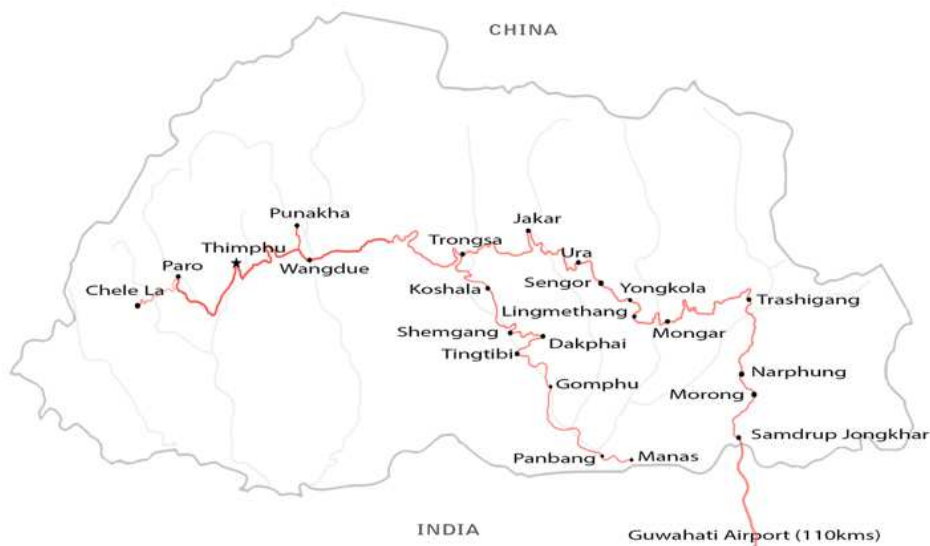 CHINA
Punakha
Jakar
Thimphu
Trongsa
Ura
Paro
Wangdue
Chele La
Koshala
Sengor
Yongkola
Trashigang
Lingmethang
Mongar
Shemgang
Dakphai
Tingtibi
Narphung
Gomphu
Morong
Samdrup Jongkhar
Panbang
Manas
INDIA
Guwahati Airport (110kms)